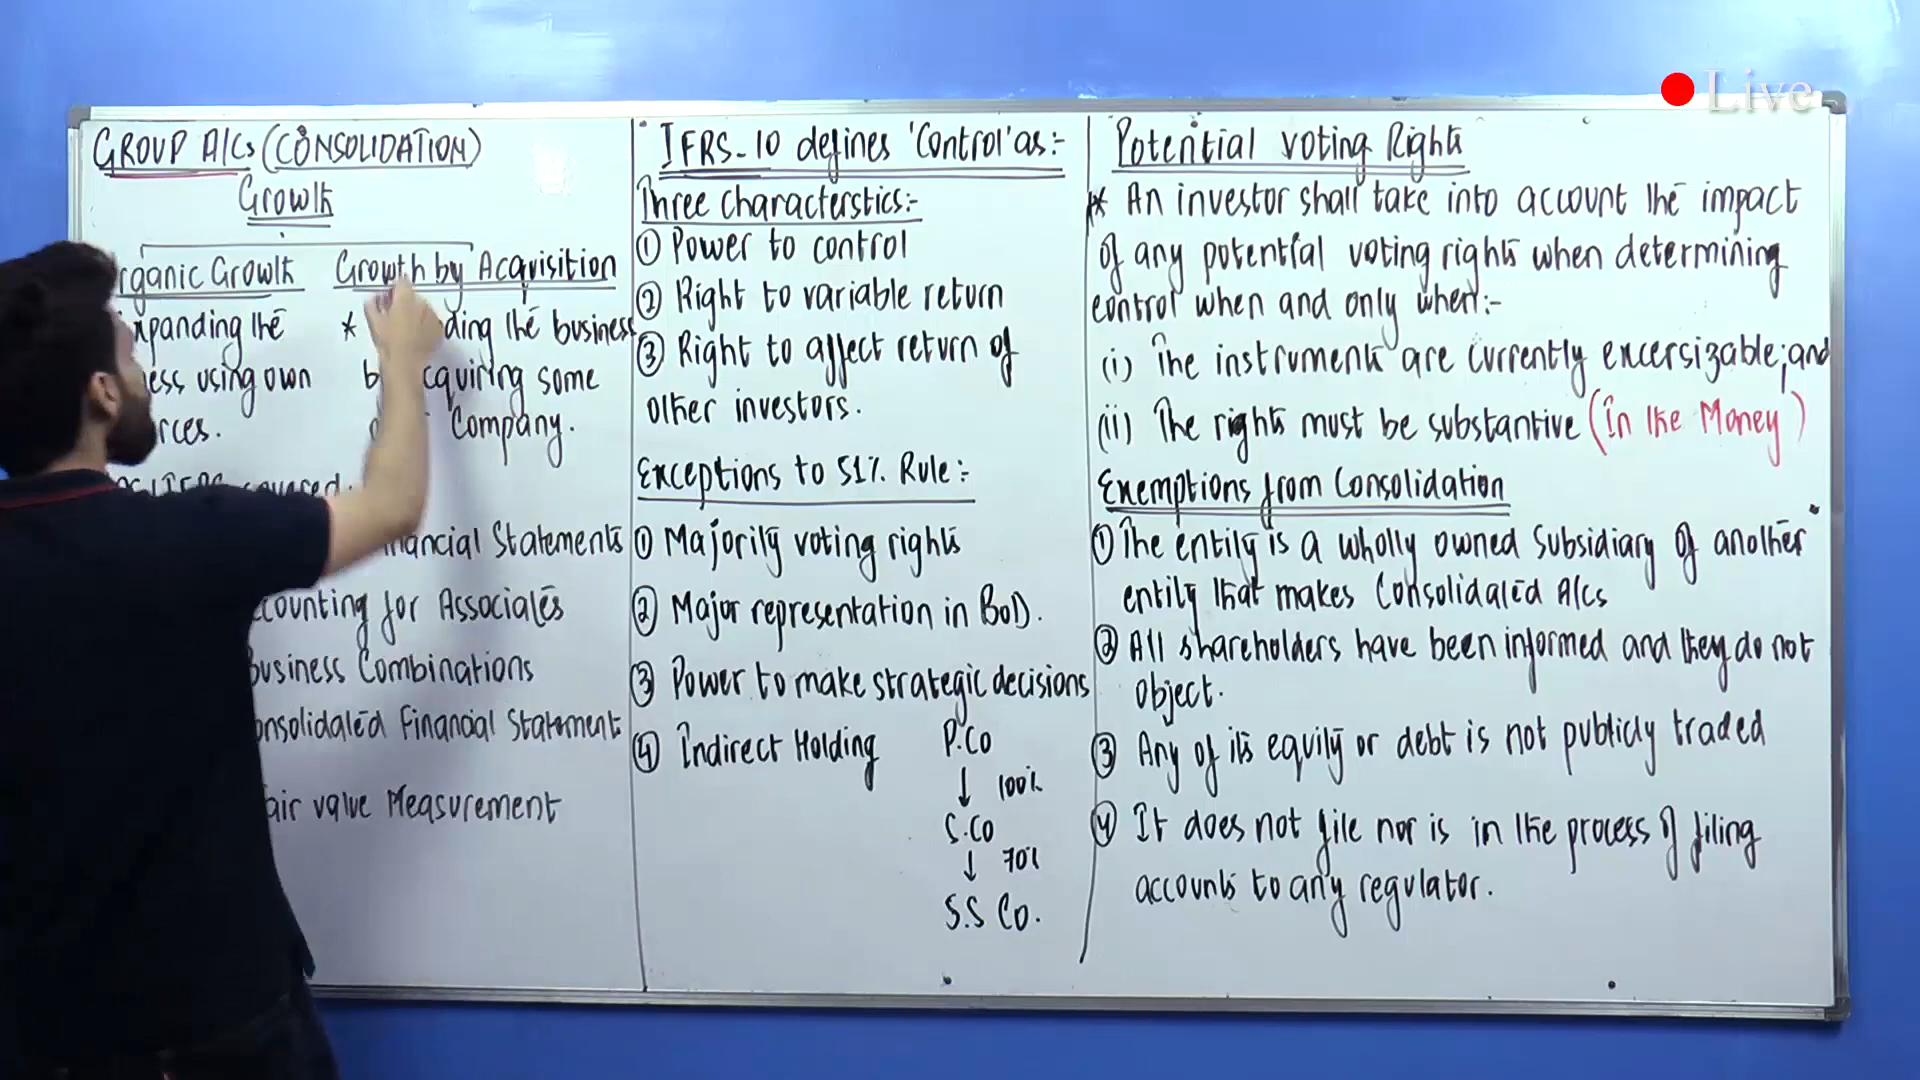 Live
GROUP A/Cs (CONSOLIDATION)
Growth
rganic Growth
xpanding the
ess using own
rces.
Growth by Acquisition
* ding the business
by cquiring some
Company.
IFRS covered.
nancial Statements
ccounting for Associates
Business Combinations
onsolidated Financial Statement
air value Measurement
IFRS-10 defines 'Control' as:-
Three Characterstics:-
① Power to control
② Right to variable return
③ Right to affect return of
other investors.
Exceptions to 51% Rule:-
① Majority voting rights
② Major representation in BoD.
③ Power to make strategic decisions
④ Indirect Holding
P.Co
↓ 100%
S.Co
↓ 70%
S.S Co.
Potential Voting Rights
* An investor shall take into account the impact
of any potential voting rights when determining
control when and only when:-
(i) The instruments are currently excersizable; and
(ii) The rights must be substantive (In the Money)
Exemptions from Consolidation
① The entity is a wholly owned subsidiary of another
entity that makes Consolidated A/Cs
② All shareholders have been informed and they do not
object.
③ Any of its equity or debt is not publicly traded
④ It does not file nor is in the process of filing
accounts to any regulator.